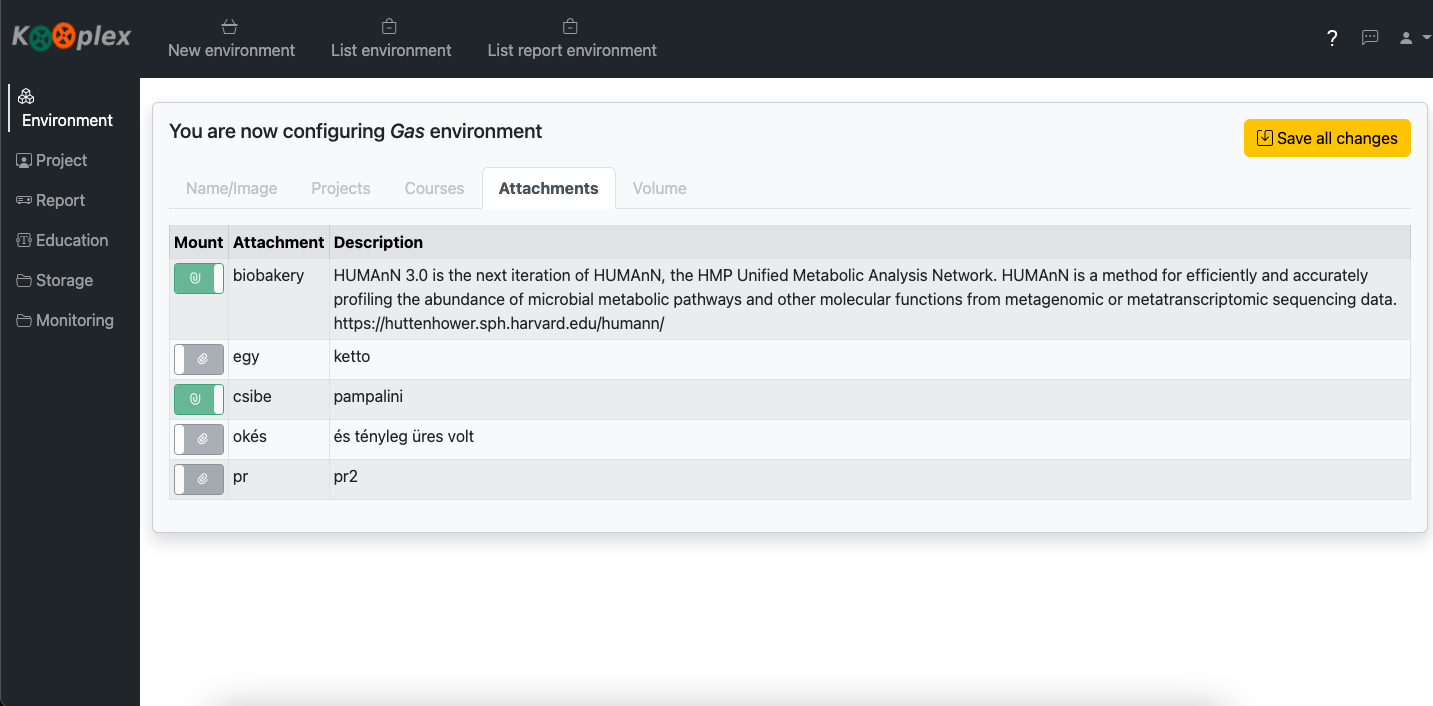 Kooplex
New environment
List environment
List report environment
?
Environment
Project
Report
Education
Storage
Monitoring
You are now configuring Gas environment
Save all changes
Name/Image
Projects
Courses
Attachments
Volume
Mount Attachment Description
biobakery HUMAnN 3.0 is the next iteration of HUMAnN, the HMP Unified Metabolic Analysis Network. HUMAnN is a method for efficiently and accurately
profiling the abundance of microbial metabolic pathways and other molecular functions from metagenomic or metatranscriptomic sequencing data.
https://huttenhower.sph.harvard.edu/humann/
egy ketto
csibe pampalini
okés és tényleg üres volt
pr pr2